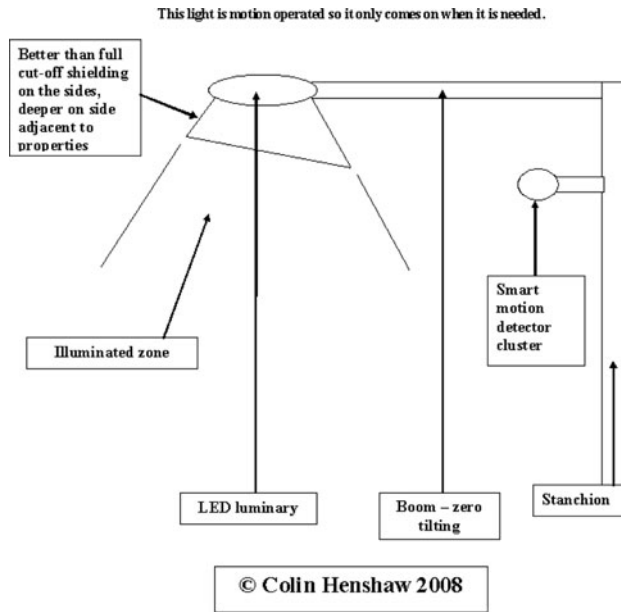 This light is motion operated so it only comes on when it is needed.
Better than full
cut-off shielding
on the sides,
deeper on side
adjacent to
properties
Smart
motion
detector
cluster
Illuminated zone
LED luminary
Boom – zero
tilting
Stanchion
© Colin Henshaw 2008